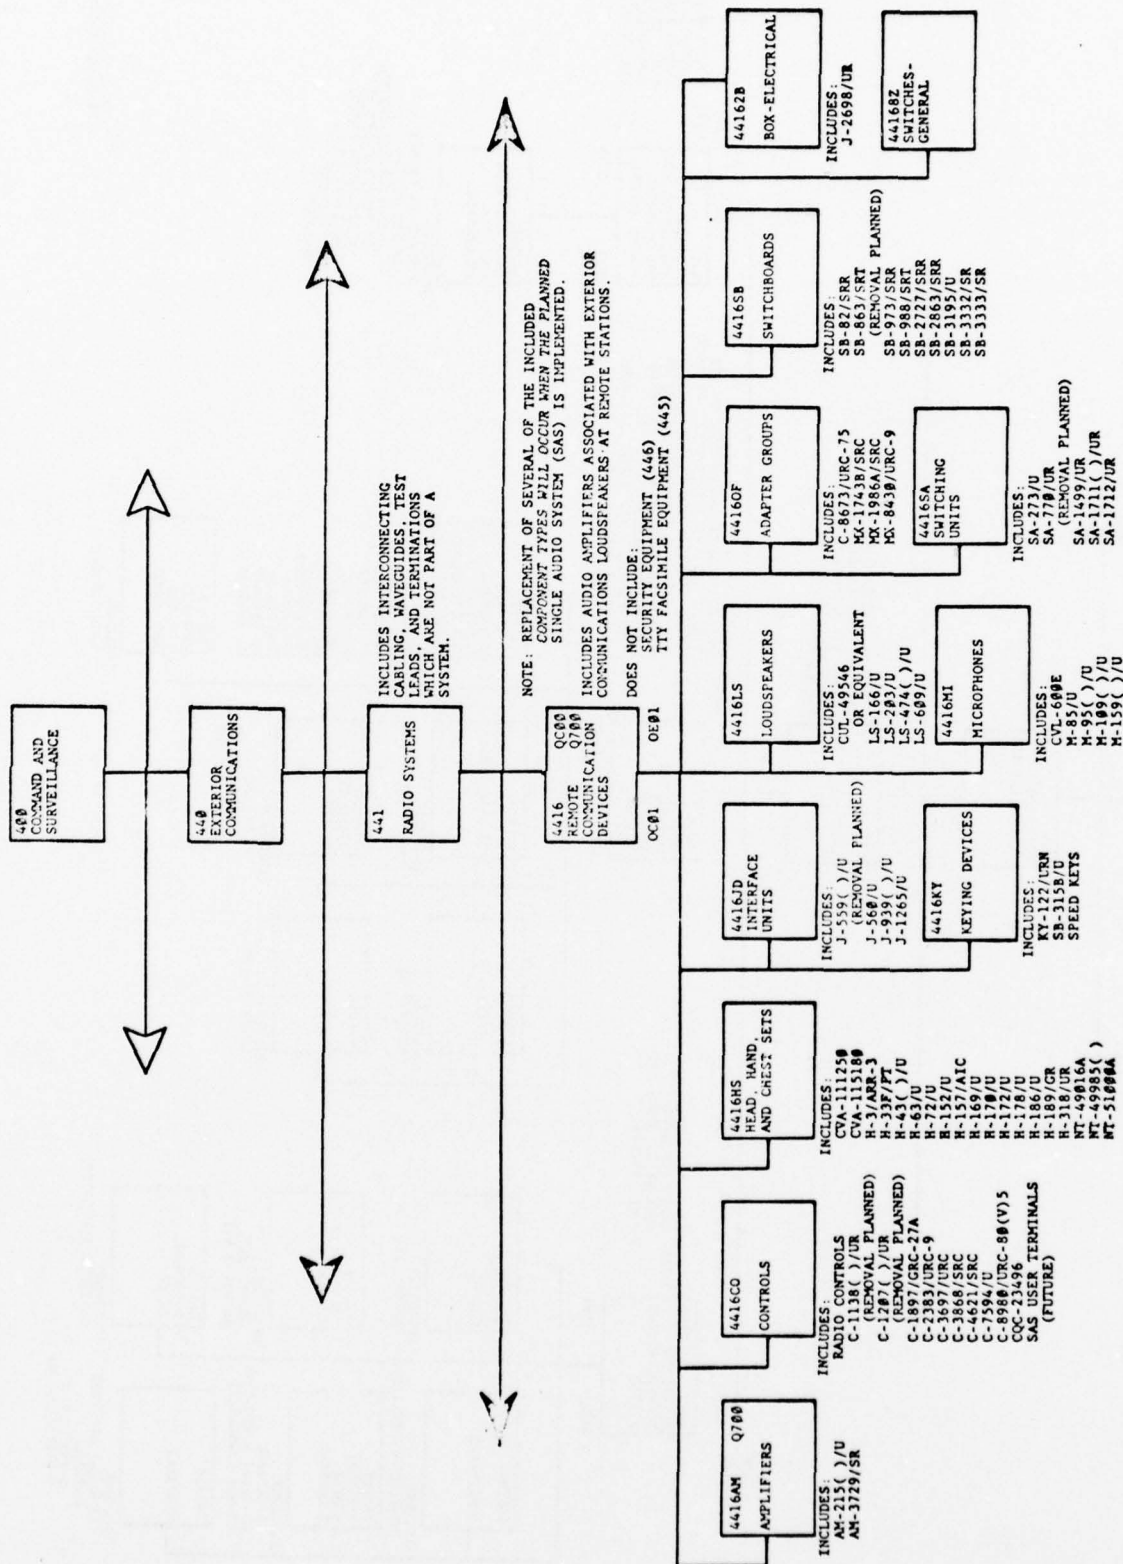 400
COMMAND AND
SURVEILLANCE
440
EXTERIOR
COMMUNICATIONS
441
RADIO SYSTEMS
INCLUDES INTERCONNECTING
CABLING, WAVEGUIDES, TEST
LEADS, AND TERMINATIONS
WHICH ARE NOT PART OF A
SYSTEM.
NOTE: REPLACEMENT OF SEVERAL OF THE INCLUDED
COMPONENT TYPES WILL OCCUR WHEN THE PLANNED
SINGLE AUDIO SYSTEM (SAS) IS IMPLEMENTED.
4416 QC00
REMOTE Q700
COMMUNICATION
DEVICES
INCLUDES AUDIO AMPLIFIERS ASSOCIATED WITH EXTERIOR
COMMUNICATIONS LOUDSPEAKERS AT REMOTE STATIONS.
DOES NOT INCLUDE:
SECURITY EQUIPMENT (446)
TTY FACSIMILE EQUIPMENT (445)
OC01 OE01
4416AM Q700
AMPLIFIERS
INCLUDES:
AM-215( )/U
AM-3729/SR
4416CO
CONTROLS
INCLUDES:
RADIO CONTROLS
C-1138( )/UR
(REMOVAL PLANNED)
C-1207( )/UR
(REMOVAL PLANNED)
C-1897/GRC-27A
C-2383/URC-9
C-3697/URC
C-3868/SRC
C-4621/SRC
C-7594/U
C-8980/URC-80(V)5
CQC-23496
SAS USER TERMINALS
(FUTURE)
4416HS
HEAD, HAND,
AND CHEST SETS
INCLUDES:
CVA-111250
CVA-115180
H-3/ARR-3
H-33F/PT
H-43( )/U
H-63/U
H-72/U
H-152/U
H-157/AIC
H-169/U
H-170/U
H-172/U
H-178/U
H-186/U
H-189/GR
H-318/UR
NT-49016A
NT-49985( )
NT-51000A
4416JD
INTERFACE
UNITS
INCLUDES:
J-559( )/U
(REMOVAL PLANNED)
J-560/U
J-939( )/U
J-1265/U
4416KY
KEYING DEVICES
INCLUDES:
KY-122/URN
SB-315B/U
SPEED KEYS
4416LS
LOUDSPEAKERS
INCLUDES:
CUL-49546
OR EQUIVALENT
LS-166/U
LS-203/U
LS-474( )/U
LS-609/U
4416MI
MICROPHONES
INCLUDES:
CVL-600E
M-85/U
M-95( )/U
M-109( )/U
M-159( )/U
4416OF
ADAPTER GROUPS
INCLUDES:
C-8673/URC-75
MX-1743B/SRC
MX-1986A/SRC
MX-8430/URC-9
4416SA
SWITCHING
UNITS
INCLUDES:
SA-273/U
SA-770/UR
(REMOVAL PLANNED)
SA-1499/UR
SA-1711( )/UR
SA-1712/UR
4416SB
SWITCHBOARDS
INCLUDES:
SB-82/SRR
SB-863/SRT
(REMOVAL PLANNED)
SB-973/SRR
SB-988/SRT
SB-2727/SRR
SB-2863/SRR
SB-3195/U
SB-3332/SR
SB-3333/SR
44162B
BOX-ELECTRICAL
INCLUDES:
J-2698/UR
44168Z
SWITCHES-
GENERAL